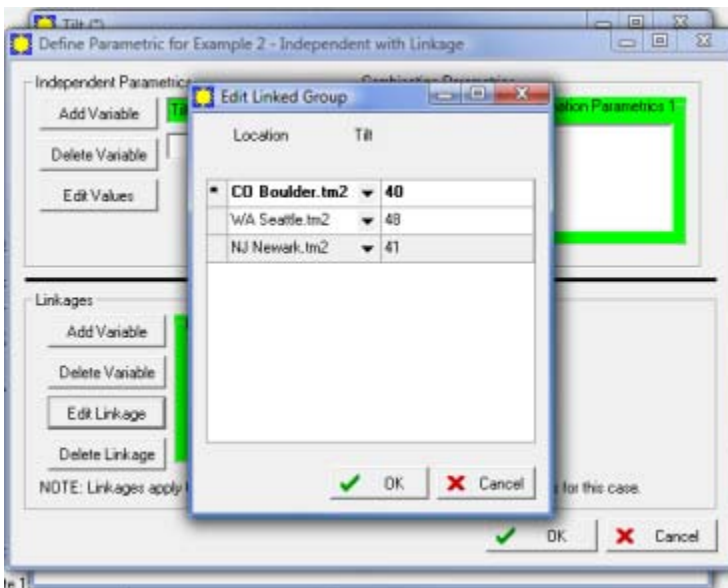 Tilt (*)
Define Parametric for Example 2 - Independent with Linkage
Independent Parametrics
Add Variable
Delete Variable
Edit Values
Parametrics 1
Edit Linked Group
Location Tilt
* CO Boulder.tm2 40
WA Seattle.tm2 48
NJ Newark.tm2 41
OK Cancel
Linkages
Add Variable
Delete Variable
Edit Linkage
Delete Linkage
NOTE: Linkages apply
for this case.
OK Cancel